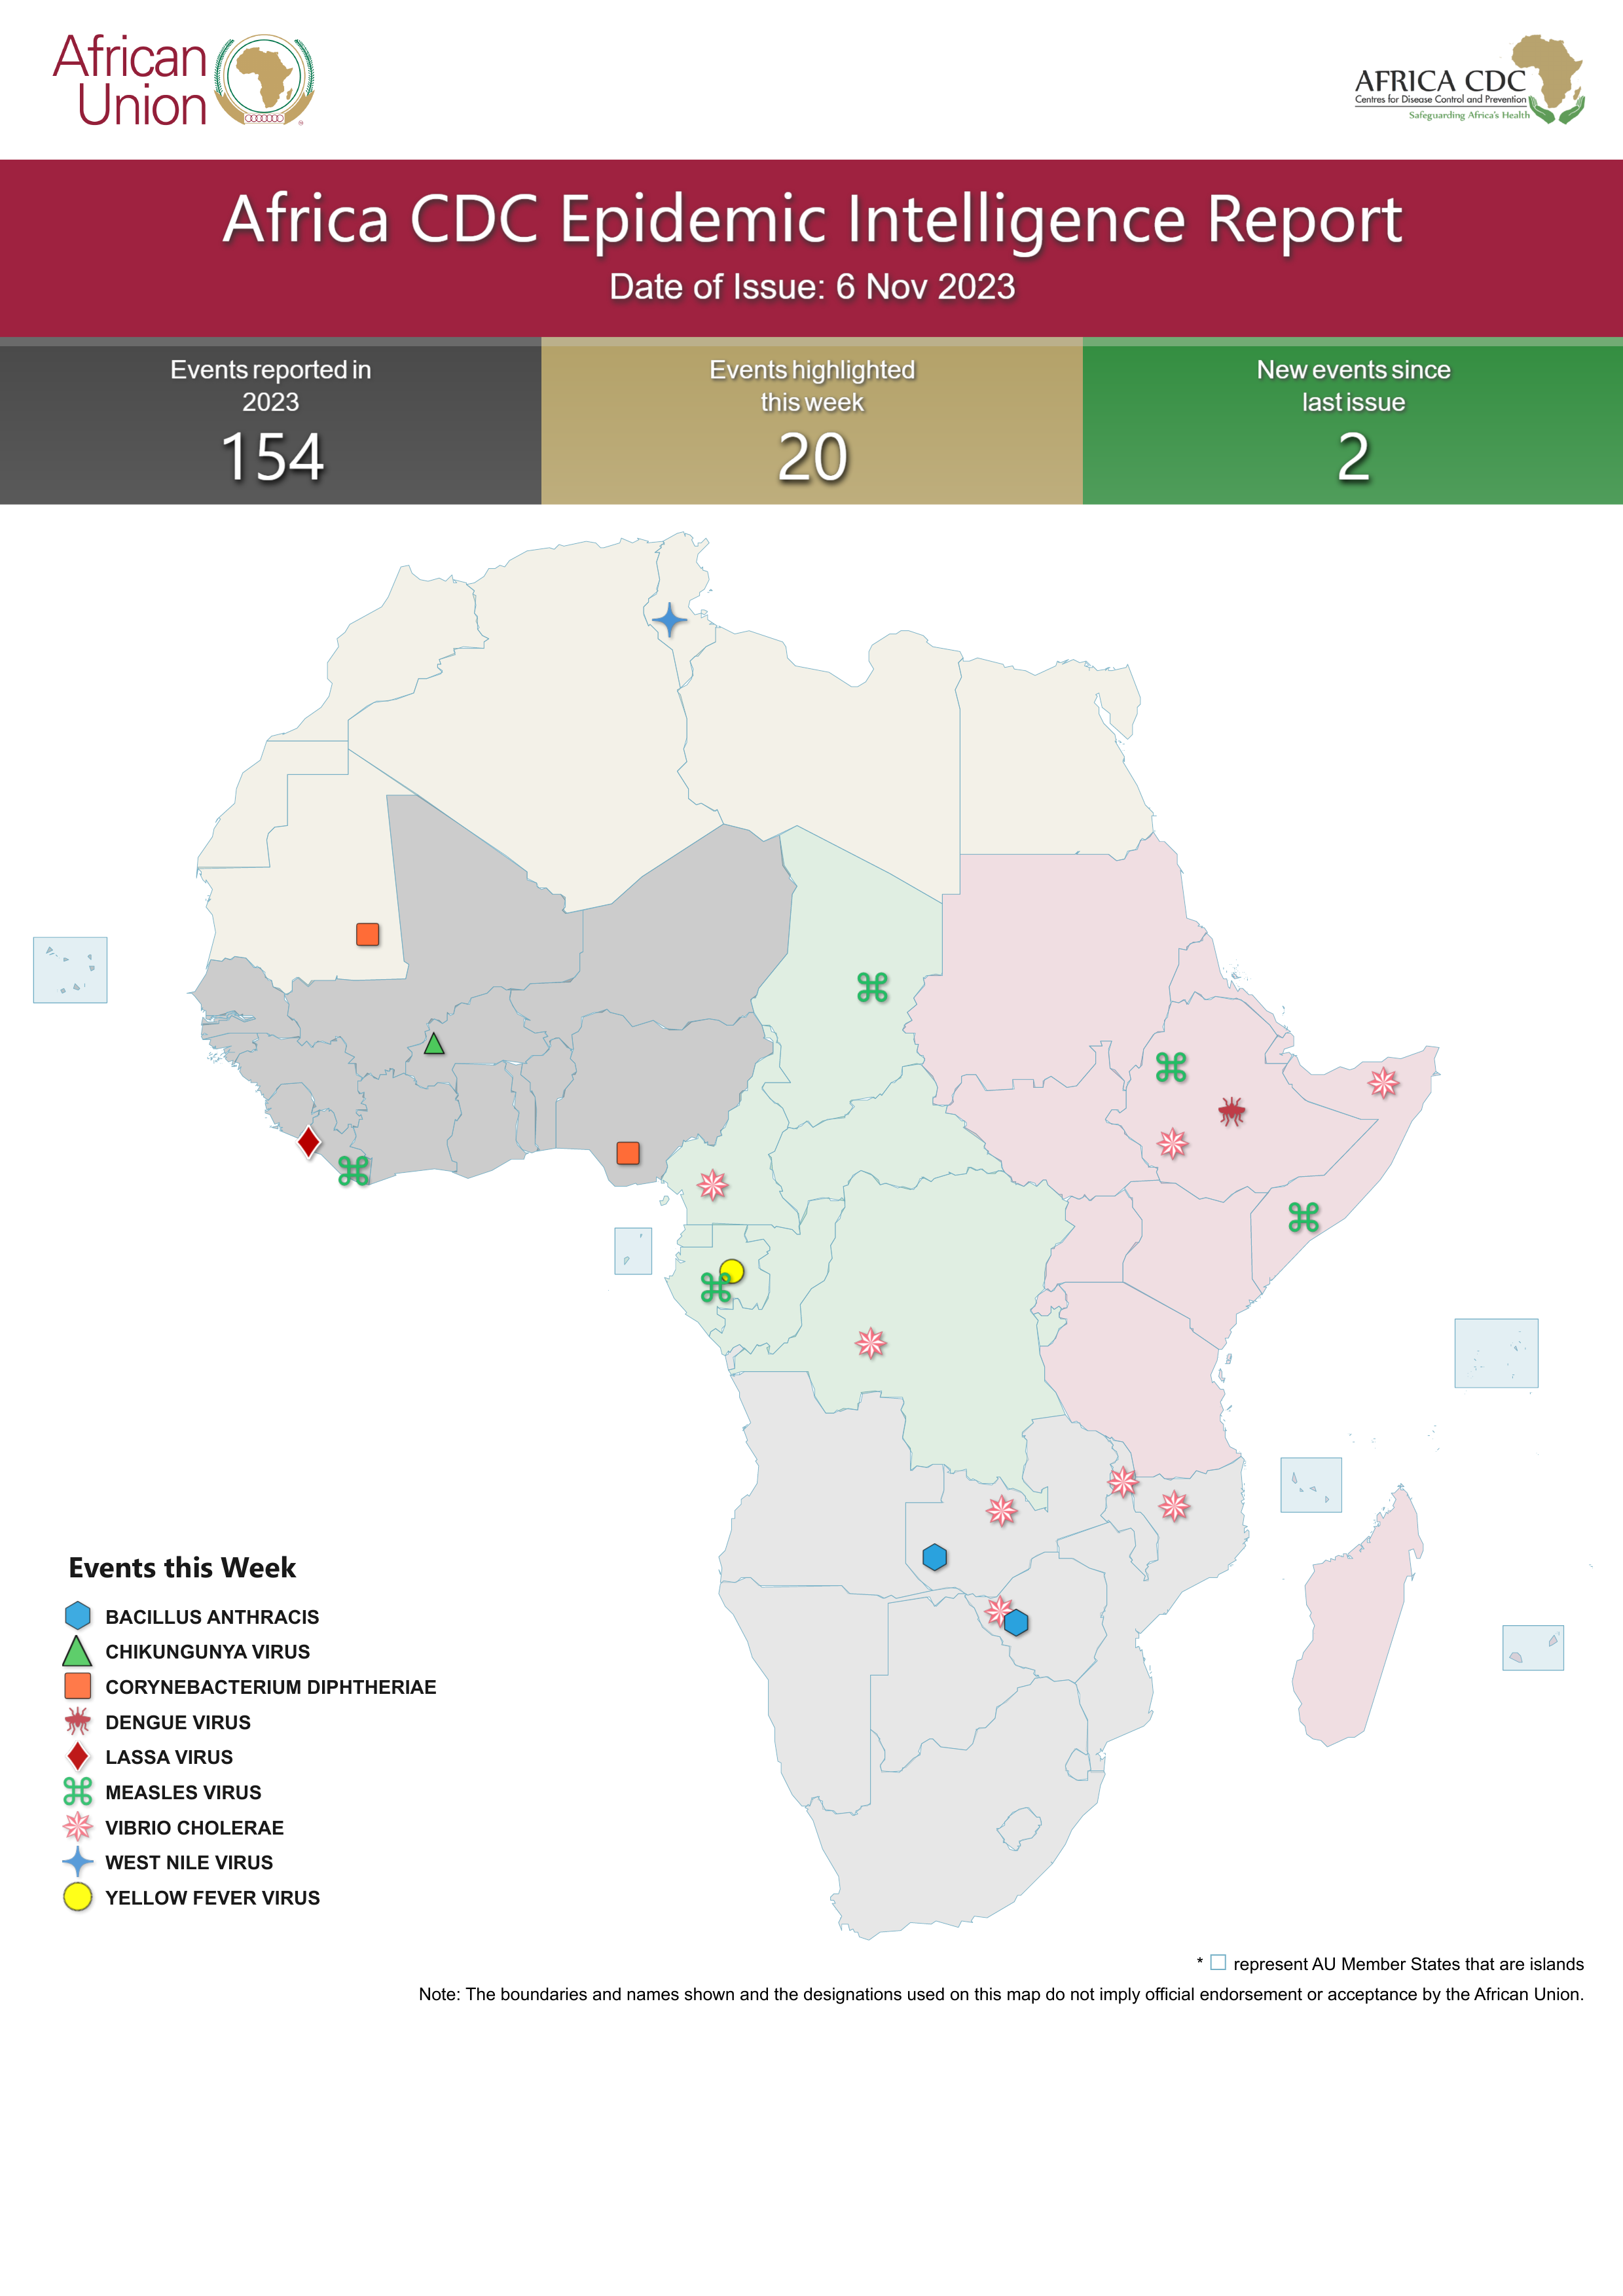 African
Union
AFRICA CDC
Centres for Disease Control and Prevention
Safeguarding Africa's Health
Africa CDC Epidemic Intelligence Report
Date of Issue: 6 Nov 2023
Events reported in
2023
154
Events highlighted
this week
20
New events since
last issue
2
Events this Week
BACILLUS ANTHRACIS
CHIKUNGUNYA VIRUS
CORYNEBACTERIUM DIPHTHERIAE
DENGUE VIRUS
LASSA VIRUS
MEASLES VIRUS
VIBRIO CHOLERAE
WEST NILE VIRUS
YELLOW FEVER VIRUS
* represent AU Member States that are islands
Note: The boundaries and names shown and the designations used on this map do not imply official endorsement or acceptance by the African Union.